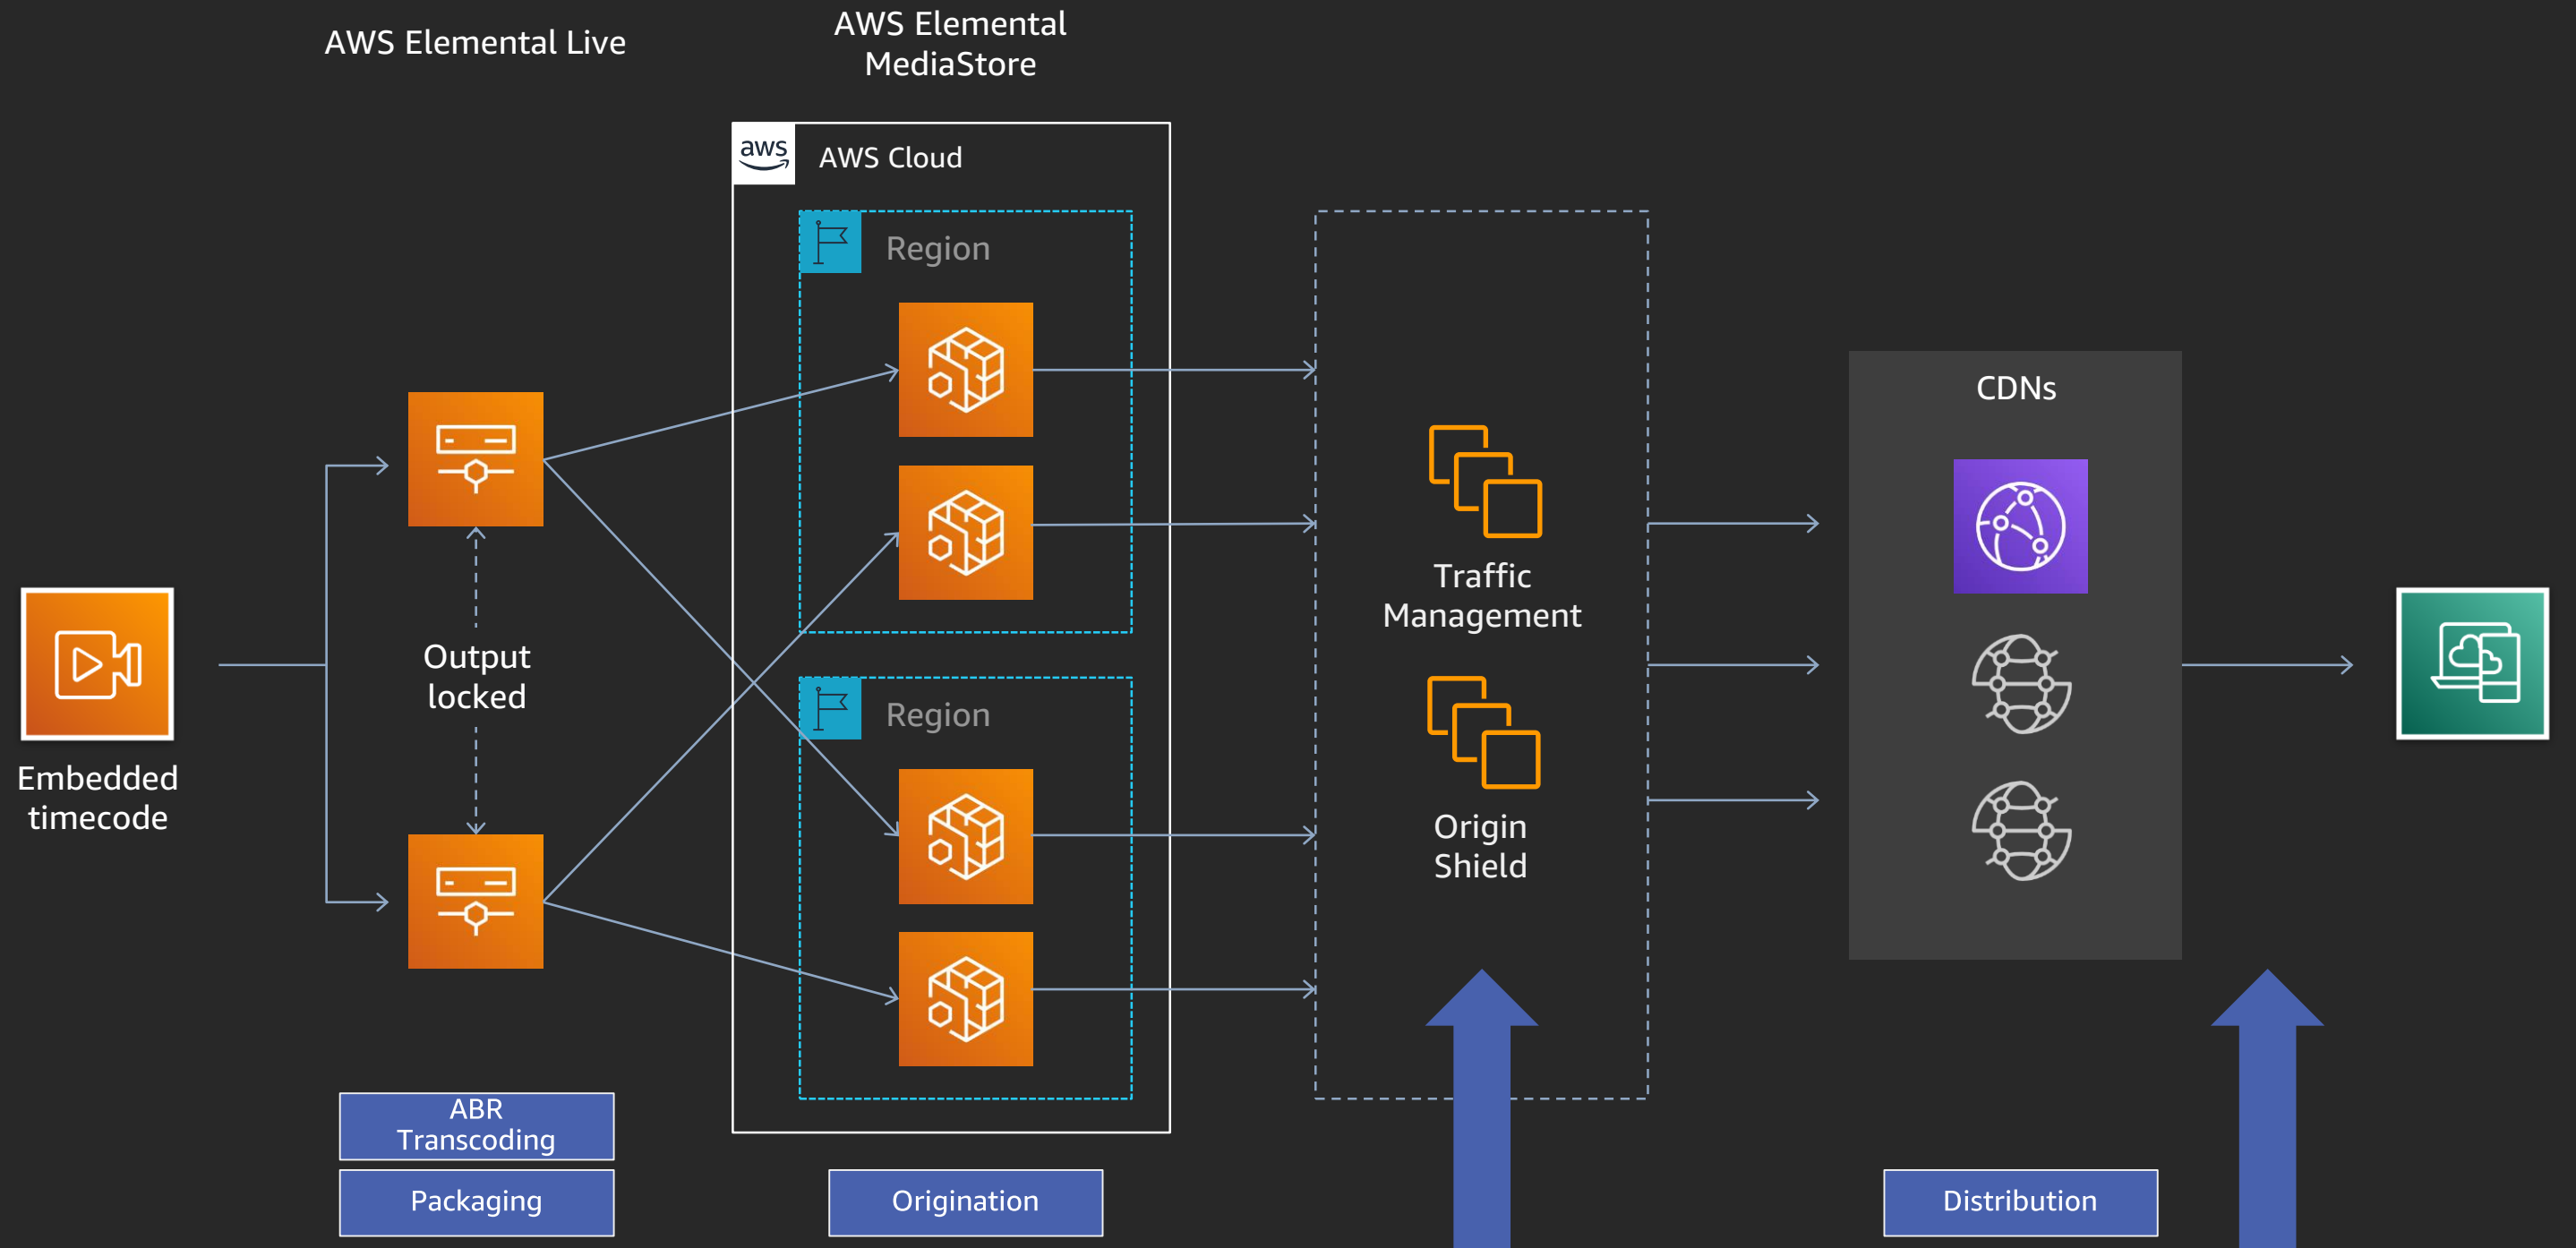 AWS Elemental Live
AWS Elemental
MediaStore
aws
AWS Cloud
Region
Region
Embedded
timecode
Output
locked
Traffic
Management
Origin
Shield
CDNs
ABR
Transcoding
Packaging
Origination
Distribution